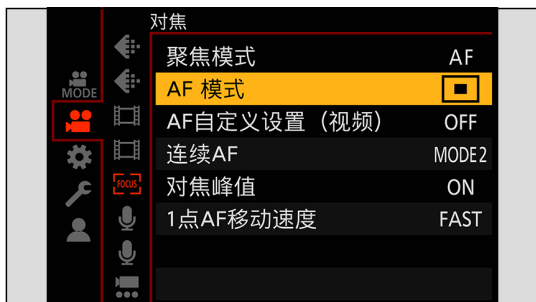 对焦
聚焦模式 AF
AF 模式
AF自定义设置（视频） OFF
连续AF MODE2
对焦峰值 ON
1点AF移动速度 FAST
MODE
FOCUS